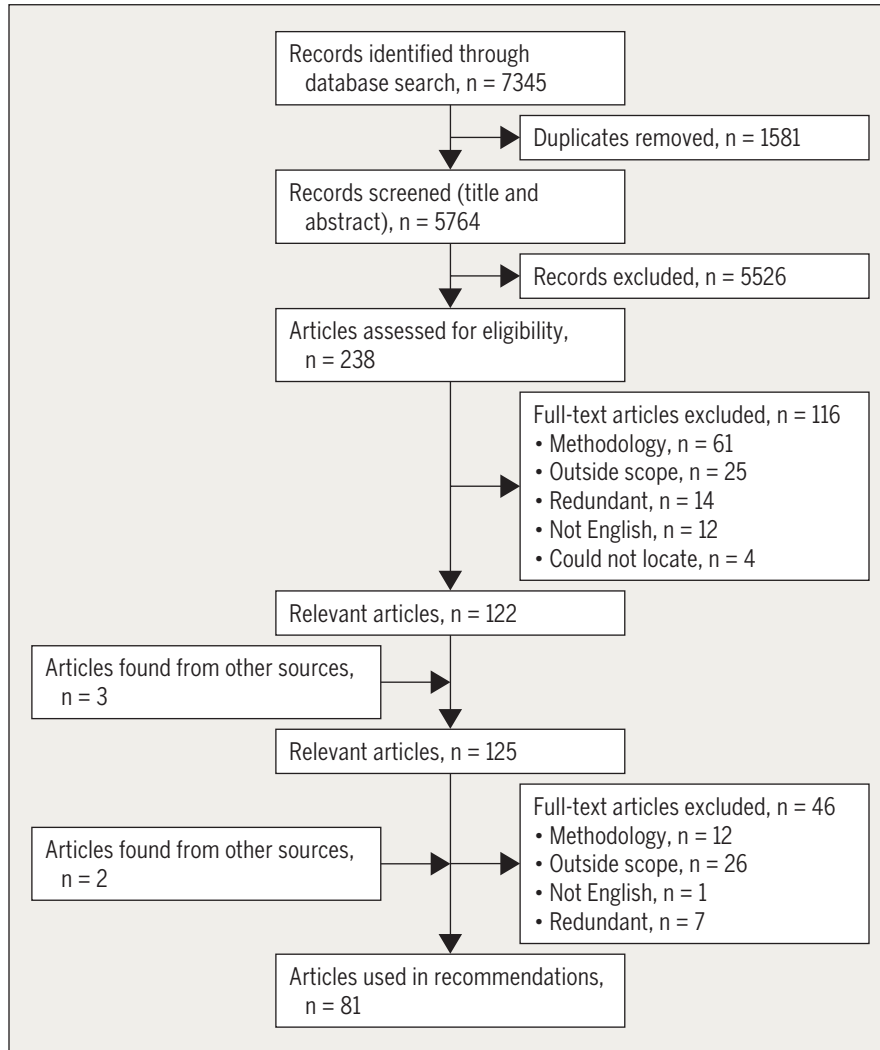 Records identified through
database search, n = 7345
Duplicates removed, n = 1581
Records screened (title and
abstract), n = 5764
Records excluded, n = 5526
Articles assessed for eligibility,
n = 238
Full-text articles excluded, n = 116
• Methodology, n = 61
• Outside scope, n = 25
• Redundant, n = 14
• Not English, n = 12
• Could not locate, n = 4
Relevant articles, n = 122
Articles found from other sources,
n = 3
Relevant articles, n = 125
Articles found from other sources,
n = 2
Full-text articles excluded, n = 46
• Methodology, n = 12
• Outside scope, n = 26
• Not English, n = 1
• Redundant, n = 7
Articles used in recommendations,
n = 81